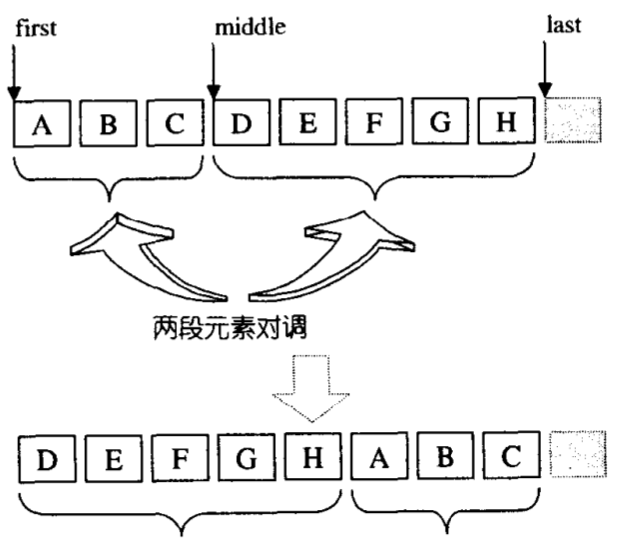 first middle last
A B C D E F G H
两段元素对调
D E F G H A B C